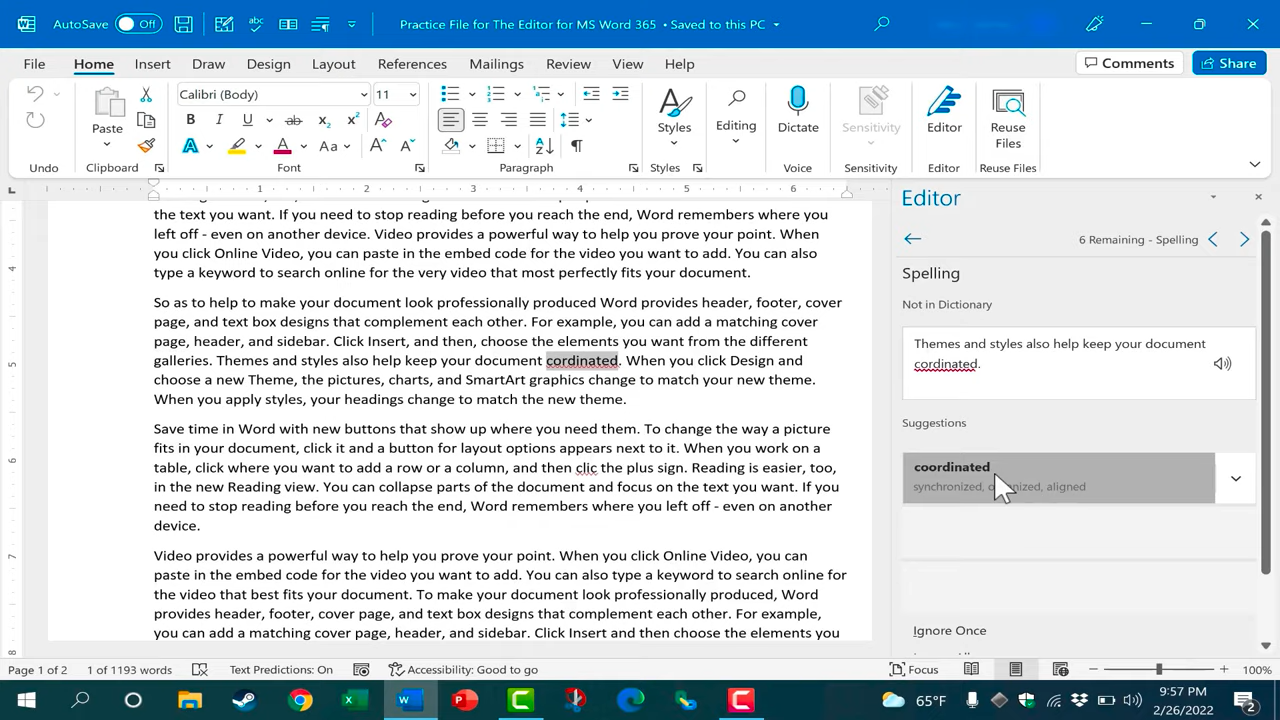 AutoSave Off Practice File for The Editor for MS Word 365 • Saved to this PC
File Home Insert Draw Design Layout References Mailings Review View Help Comments Share
Calibri (Body) 11
Paste Styles Editing Dictate Sensitivity Editor Reuse Files
Undo Clipboard Font Paragraph Styles Voice Sensitivity Editor Reuse Files
1 2 3 4 5 6
the text you want. If you need to stop reading before you reach the end, Word remembers where you
left off - even on another device. Video provides a powerful way to help you prove your point. When
you click Online Video, you can paste in the embed code for the video you want to add. You can also
type a keyword to search online for the very video that most perfectly fits your document.
So as to help to make your document look professionally produced Word provides header, footer, cover
page, and text box designs that complement each other. For example, you can add a matching cover
page, header, and sidebar. Click Insert, and then, choose the elements you want from the different
galleries. Themes and styles also help keep your document cordinated. When you click Design and
choose a new Theme, the pictures, charts, and SmartArt graphics change to match your new theme.
When you apply styles, your headings change to match the new theme.
Save time in Word with new buttons that show up where you need them. To change the way a picture
fits in your document, click it and a button for layout options appears next to it. When you work on a
table, click where you want to add a row or a column, and then clic the plus sign. Reading is easier, too,
in the new Reading view. You can collapse parts of the document and focus on the text you want. If you
need to stop reading before you reach the end, Word remembers where you left off - even on another
device.
Video provides a powerful way to help you prove your point. When you click Online Video, you can
paste in the embed code for the video you want to add. You can also type a keyword to search online for
the video that best fits your document. To make your document look professionally produced, Word
provides header, footer, cover page, and text box designs that complement each other. For example,
you can add a matching cover page, header, and sidebar. Click Insert and then choose the elements you
4
5
6
7
8
Editor
6 Remaining - Spelling
Spelling
Not in Dictionary
Themes and styles also help keep your document
cordinated.
Suggestions
coordinated
synchronized, organized, aligned
Ignore Once
Page 1 of 2 1 of 1193 words Text Predictions: On Accessibility: Good to go Focus 100%
65°F 9:57 PM
2/26/2022 2